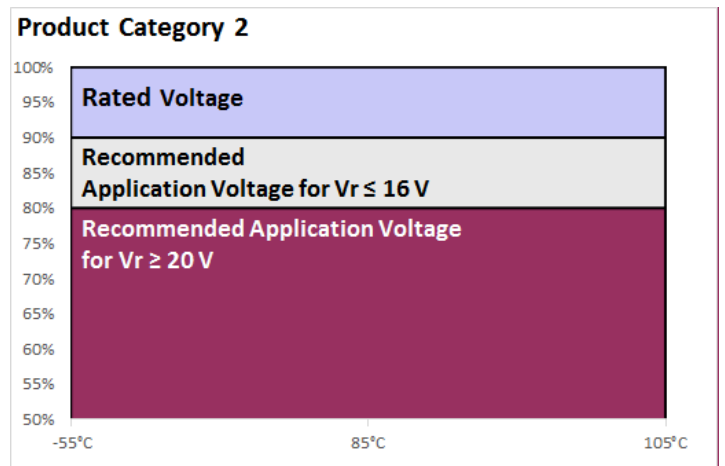 Product Category 2
100%
95%
Rated Voltage
90%
Recommended
85%
Application Voltage for Vr ≤ 16 V
80%
Recommended Application Voltage
75%
for Vr ≥ 20 V
70%
65%
60%
55%
50%
-55°C
85°C
105°C